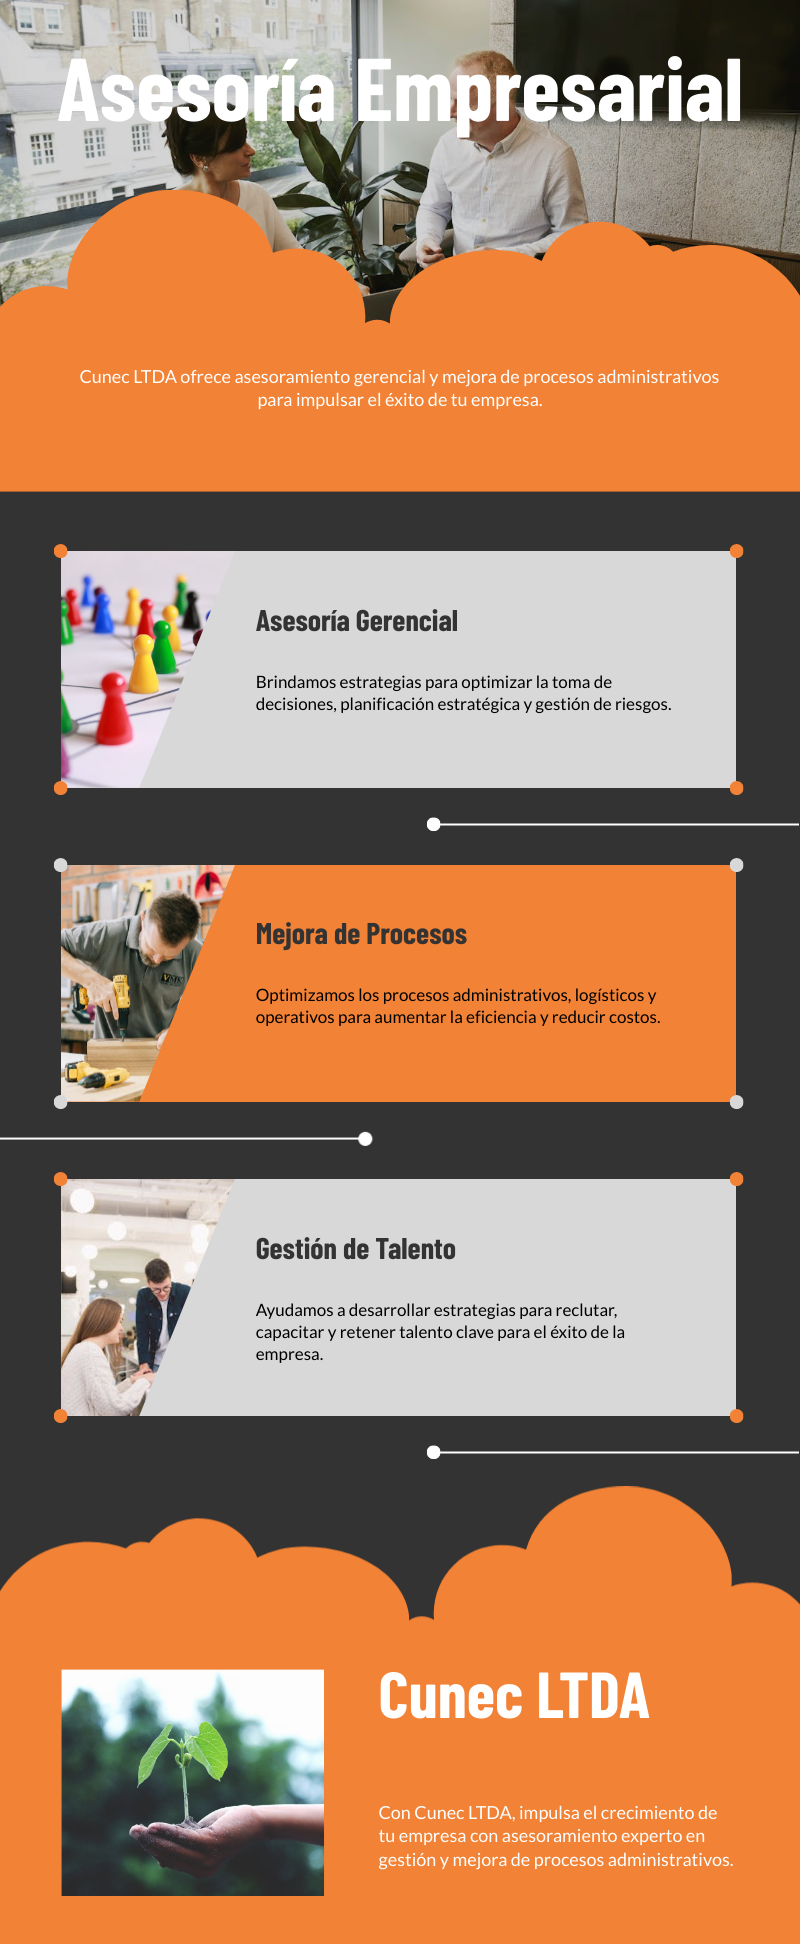 Asesoría Empresarial
Cunec LTDA ofrece asesoramiento gerencial y mejora de procesos administrativos
para impulsar el éxito de tu empresa.
Asesoría Gerencial
Brindamos estrategias para optimizar la toma de
decisiones, planificación estratégica y gestión de riesgos.
Mejora de Procesos
Optimizamos los procesos administrativos, logísticos y
operativos para aumentar la eficiencia y reducir costos.
Gestión de Talento
Ayudamos a desarrollar estrategias para reclutar,
capacitar y retener talento clave para el éxito de la
empresa.
Cunec LTDA
Con Cunec LTDA, impulsa el crecimiento de
tu empresa con asesoramiento experto en
gestión y mejora de procesos administrativos.